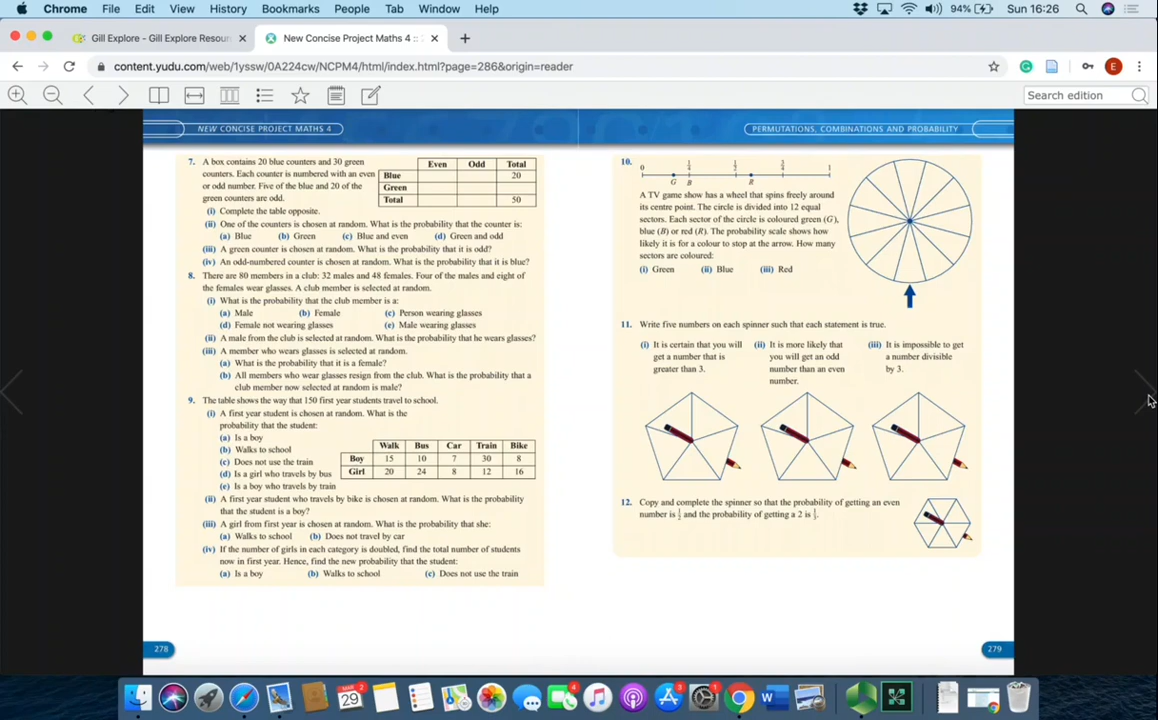 Chrome File Edit View History Bookmarks People Tab Window Help 94% Sun 16:26
Gill Explore - Gill Explore Resour
New Concise Project Maths 4 ::
content.yudu.com/web/1yssw/0A224cw/NCPM4/html/index.html?page=286&origin=reader
E
Search edition
NEW CONCISE PROJECT MATHS 4
7. A box contains 20 blue counters and 30 green
counters. Each counter is numbered with an even
or odd number. Five of the blue and 20 of the
green counters are odd.
Even Odd Total
Blue 20
Green
Total 50
(i) Complete the table opposite.
(ii) One of the counters is chosen at random. What is the probability that the counter is:
(a) Blue (b) Green (c) Blue and even (d) Green and odd
(iii) A green counter is chosen at random. What is the probability that it is odd?
(iv) An odd-numbered counter is chosen at random. What is the probability that it is blue?
8. There are 80 members in a club: 32 males and 48 females. Four of the males and eight of
the females wear glasses. A club member is selected at random.
(i) What is the probability that the club member is a:
(a) Male (b) Female (c) Person wearing glasses
(d) Female not wearing glasses (e) Male wearing glasses
(ii) A male from the club is selected at random. What is the probability that he wears glasses?
(iii) A member who wears glasses is selected at random.
(a) What is the probability that it is a female?
(b) All members who wear glasses resign from the club. What is the probability that a
club member now selected at random is male?
9. The table shows the way that 150 first year students travel to school.
(i) A first year student is chosen at random. What is the
probability that the student:
(a) Is a boy
(b) Walks to school
(c) Does not use the train
(d) Is a girl who travels by bus
(e) Is a boy who travels by train
Walk Bus Car Train Bike
Boy 15 10 7 30 8
Girl 20 24 8 12 16
(ii) A first year student who travels by bike is chosen at random. What is the probability
that the student is a boy?
(iii) A girl from first year is chosen at random. What is the probability that she:
(a) Walks to school (b) Does not travel by car
(iv) If the number of girls in each category is doubled, find the total number of students
now in first year. Hence, find the new probability that the student:
(a) Is a boy (b) Walks to school (c) Does not use the train
278
PERMUTATIONS, COMBINATIONS AND PROBABILITY
10. 0 1/4 1/2 3/4 1
G B R
A TV game show has a wheel that spins freely around
its centre point. The circle is divided into 12 equal
sectors. Each sector of the circle is coloured green (G),
blue (B) or red (R). The probability scale shows how
likely it is for a colour to stop at the arrow. How many
sectors are coloured:
(i) Green (ii) Blue (iii) Red
11. Write five numbers on each spinner such that each statement is true.
(i) It is certain that you will
get a number that is
greater than 3.
(ii) It is more likely that
you will get an odd
number than an even
number.
(iii) It is impossible to get
a number divisible
by 3.
12. Copy and complete the spinner so that the probability of getting an even
number is 1/2 and the probability of getting a 2 is 1/3.
279